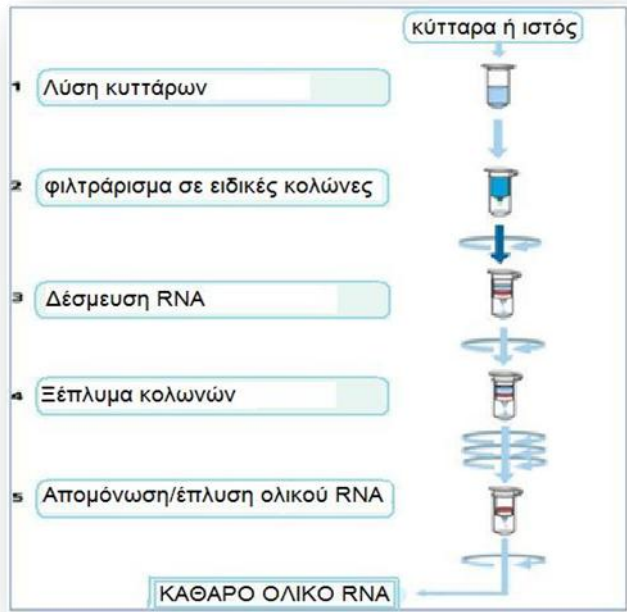 κύτταρα ή ιστός
1 Λύση κυττάρων
2 φιλτράρισμα σε ειδικές κολώνες
3 Δέσμευση RNA
4 Ξέπλυμα κολωνών
5 Απομόνωση/έπλυση ολικού RNA
ΚΑΘΑΡΟ ΟΛΙΚΟ RNA